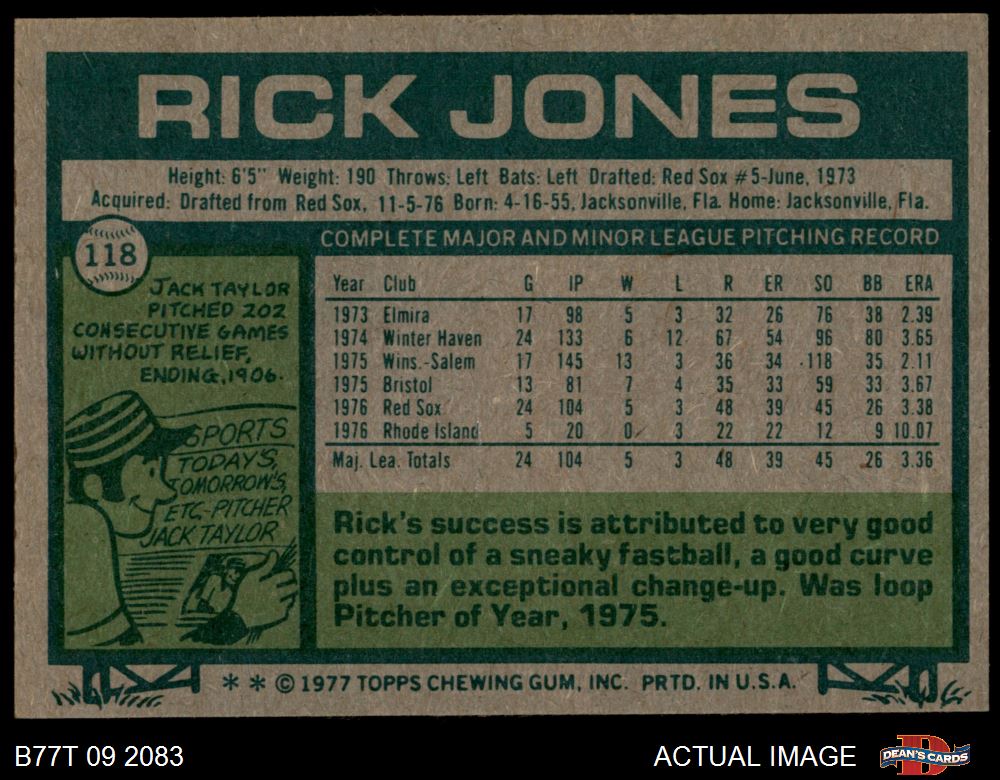 RICK JONES
Height: 6'5" Weight: 190 Throws: Left Bats: Left Drafted: Red Sox #5-June, 1973
Acquired: Drafted from Red Sox, 11-5-76 Born: 4-16-55, Jacksonville, Fla. Home: Jacksonville, Fla.
118
JACK TAYLOR
PITCHED 202
CONSECUTIVE GAMES
WITHOUT RELIEF,
ENDING, 1906.
SPORTS
TODAY'S,
TOMORROW'S,
ETC-PITCHER
JACK TAYLOR
COMPLETE MAJOR AND MINOR LEAGUE PITCHING RECORD
Year Club G IP W L R ER SO BB ERA
1973 Elmira 17 98 5 3 32 26 76 38 2.39
1974 Winter Haven 24 133 6 12 67 54 96 80 3.65
1975 Wins.-Salem 17 145 13 3 36 34 118 35 2.11
1975 Bristol 13 81 7 4 35 33 59 33 3.67
1976 Red Sox 24 104 5 3 48 39 45 26 3.38
1976 Rhode Island 5 20 0 3 22 22 12 9 10.07
Maj. Lea. Totals 24 104 5 3 48 39 45 26 3.36
Rick's success is attributed to very good
control of a sneaky fastball, a good curve
plus an exceptional change-up. Was loop
Pitcher of Year, 1975.
* * © 1977 TOPPS CHEWING GUM, INC. PRTD. IN U.S.A.
B77T 09 2083
ACTUAL IMAGE
DEAN'S CARDS